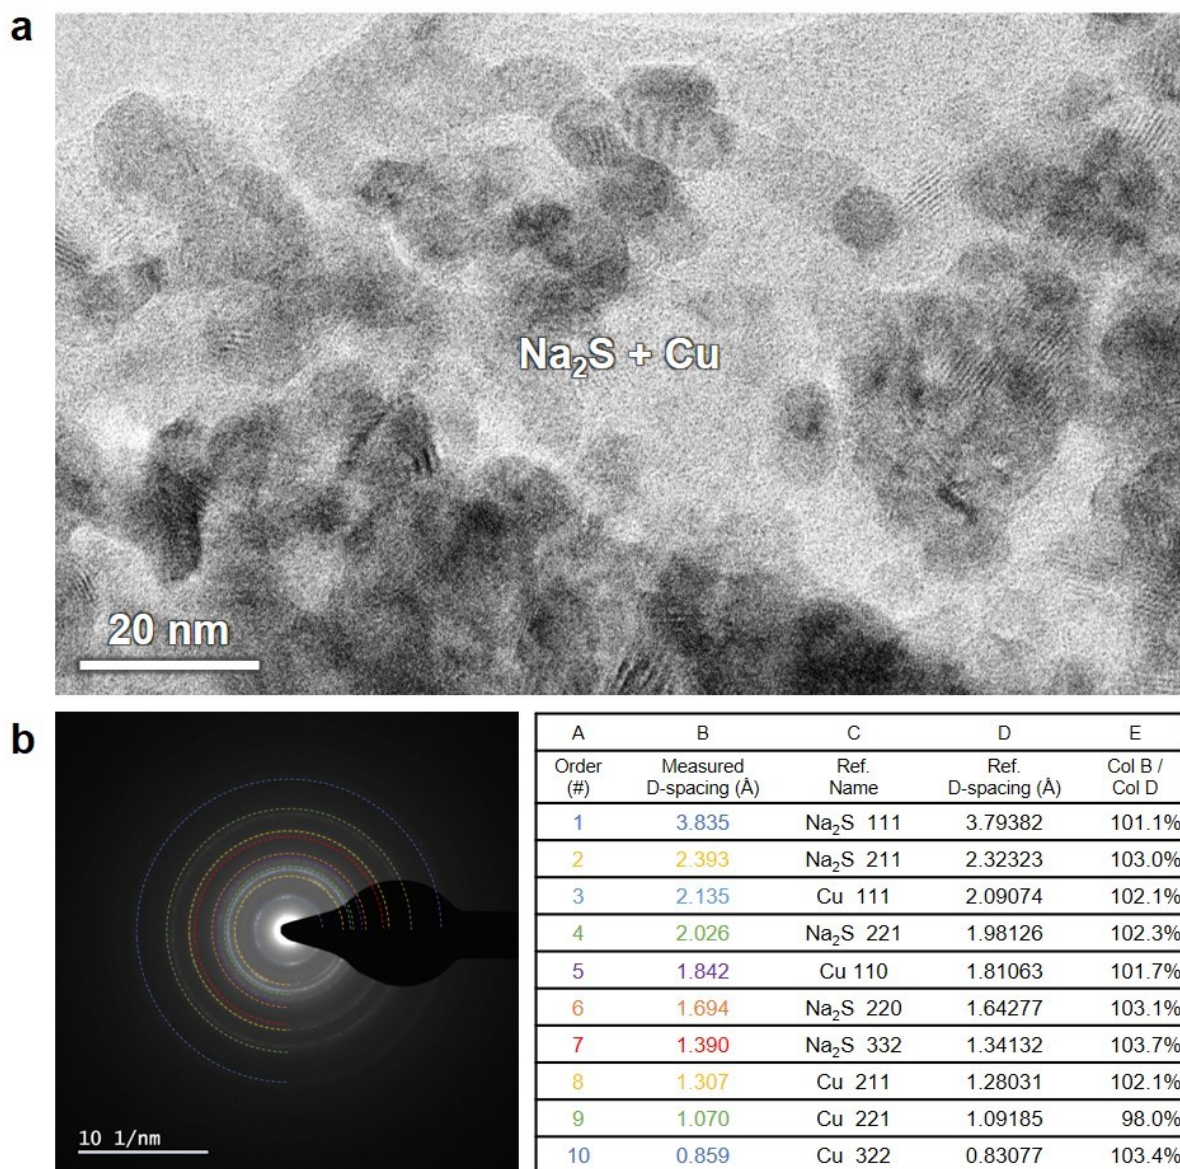 a
Na₂S + Cu
20 nm
b
10 1/nm
A B C D E
Order (#) Measured D-spacing (Å) Ref. Name Ref. D-spacing (Å) Col B / Col D
1 3.835 Na₂S 111 3.79382 101.1%
2 2.393 Na₂S 211 2.32323 103.0%
3 2.135 Cu 111 2.09074 102.1%
4 2.026 Na₂S 221 1.98126 102.3%
5 1.842 Cu 110 1.81063 101.7%
6 1.694 Na₂S 220 1.64277 103.1%
7 1.390 Na₂S 332 1.34132 103.7%
8 1.307 Cu 211 1.28031 102.1%
9 1.070 Cu 221 1.09185 98.0%
10 0.859 Cu 322 0.83077 103.4%